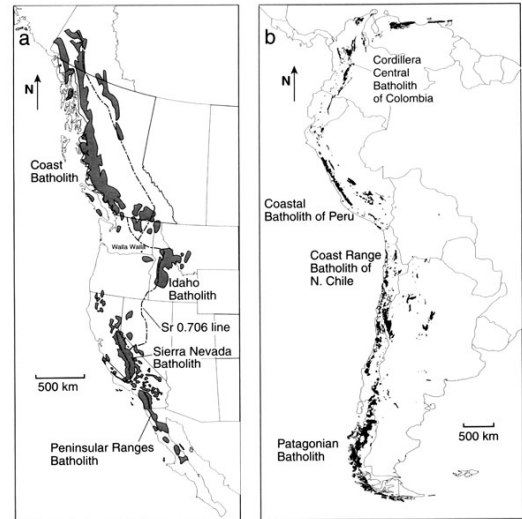 a
N
Coast
Batholith
Walla Walla
Idaho
Batholith
Sr 0.706 line
Sierra Nevada
Batholith
500 km
Peninsular Ranges
Batholith
b
N
Cordillera
Central
Batholith
of Colombia
Coastal
Batholith of Peru
Coast Range
Batholith of
N. Chile
Patagonian
Batholith
500 km